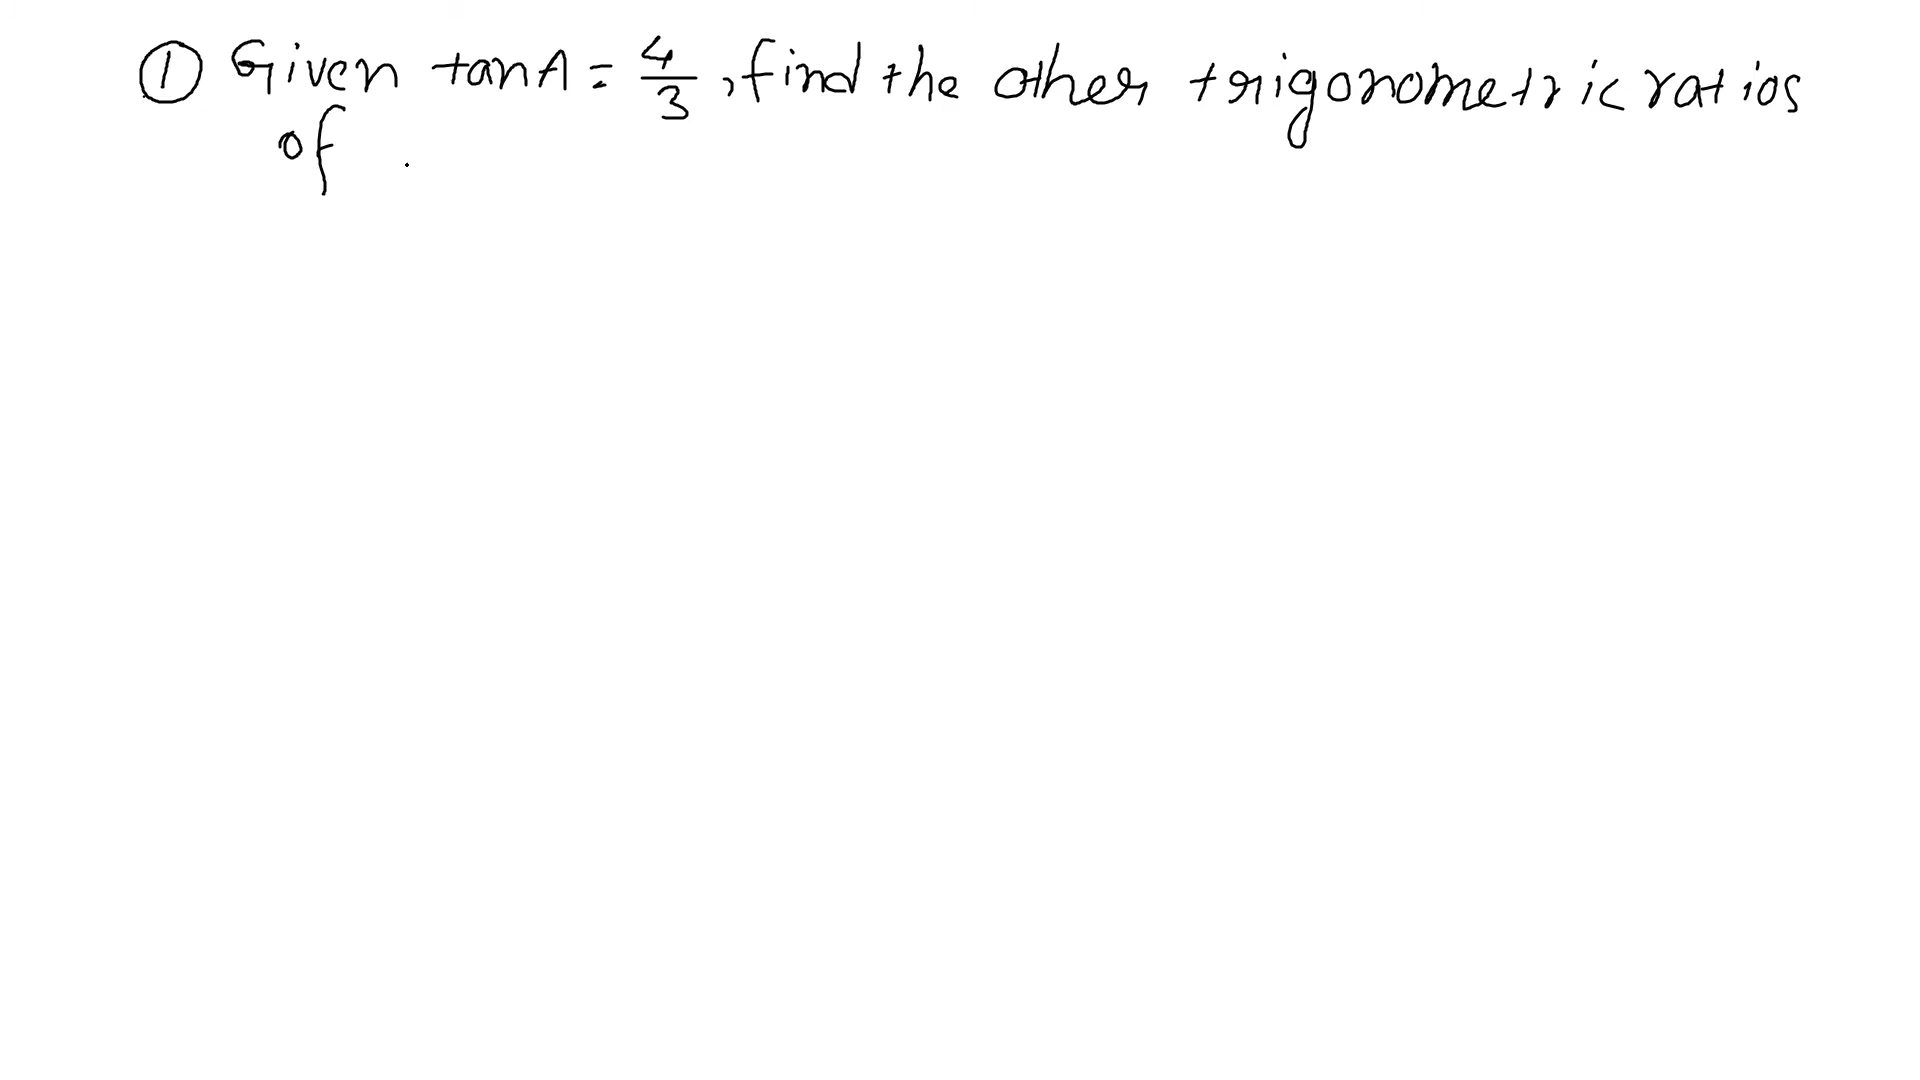 ① Given tanA = 4/3, find the other trigonometric ratios
of .